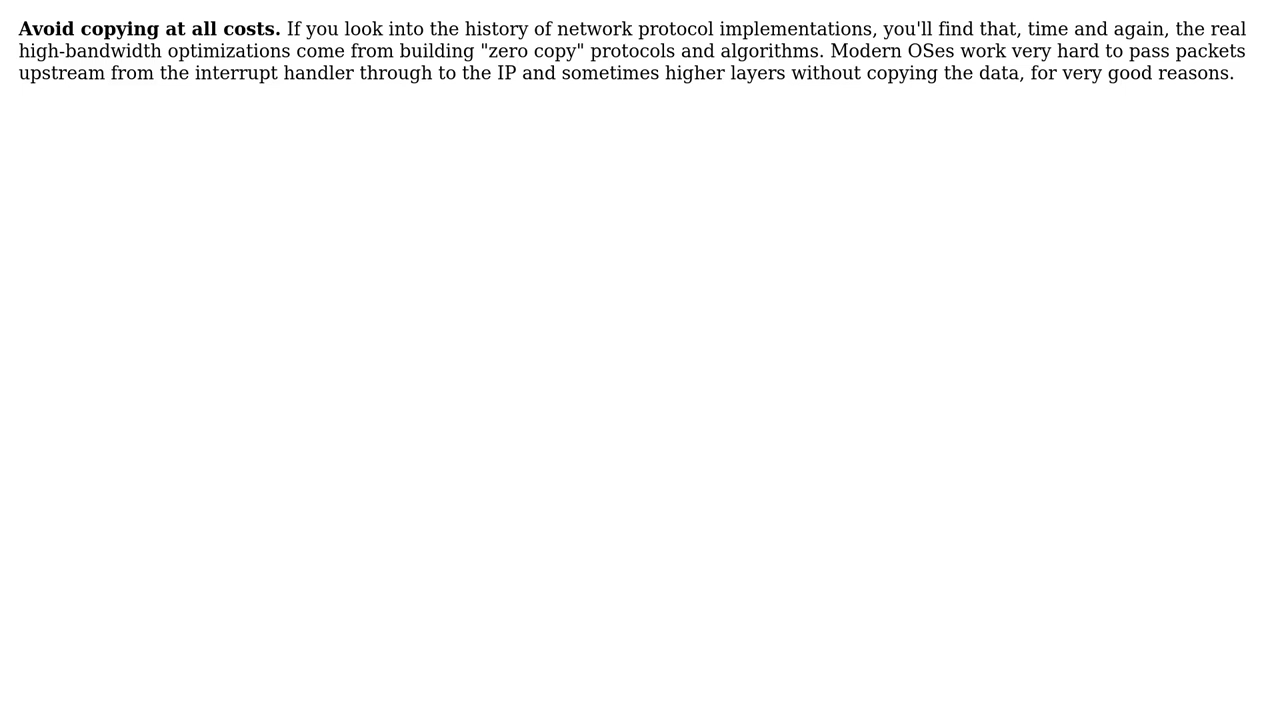 Avoid copying at all costs. If you look into the history of network protocol implementations, you'll find that, time and again, the real
high-bandwidth optimizations come from building "zero copy" protocols and algorithms. Modern OSes work very hard to pass packets
upstream from the interrupt handler through to the IP and sometimes higher layers without copying the data, for very good reasons.